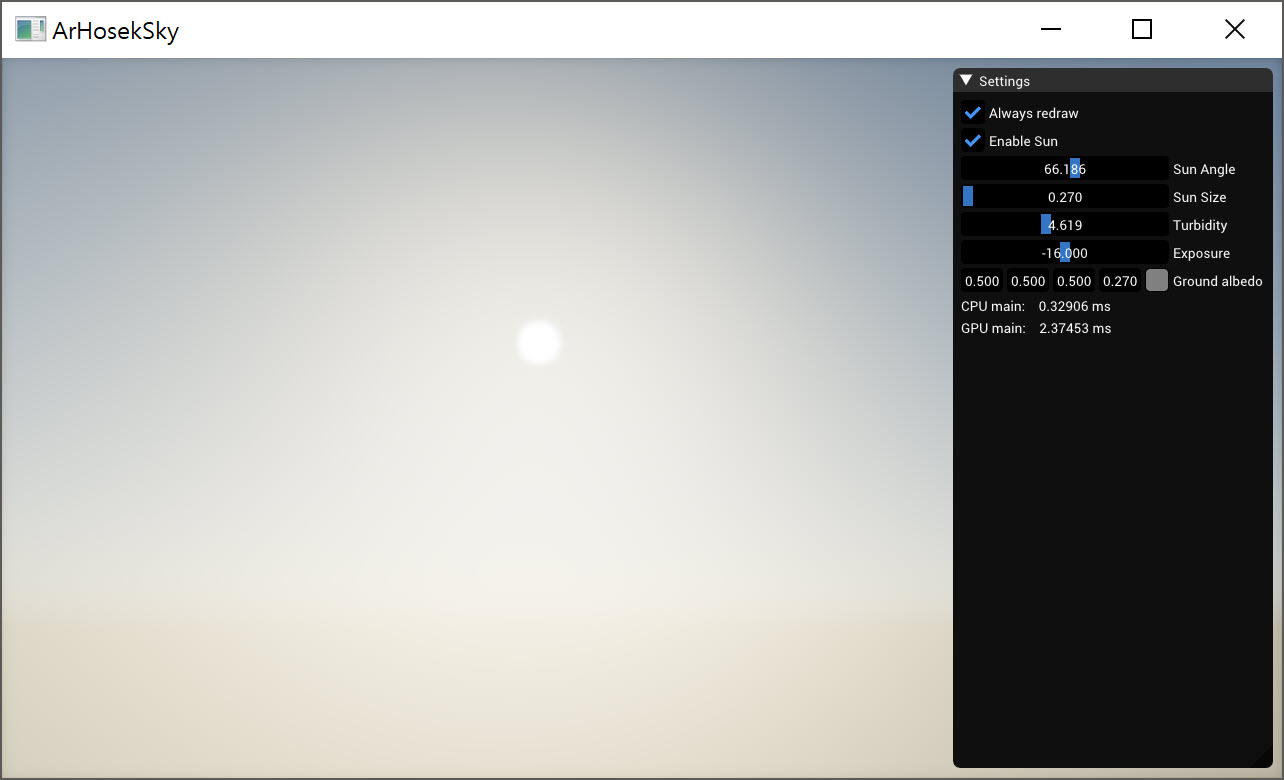 ArHosekSky
Settings
Always redraw
Enable Sun
66.186 Sun Angle
0.270 Sun Size
4.619 Turbidity
-16.000 Exposure
0.500 0.500 0.500 0.270 Ground albedo
CPU main: 0.32906 ms
GPU main: 2.37453 ms